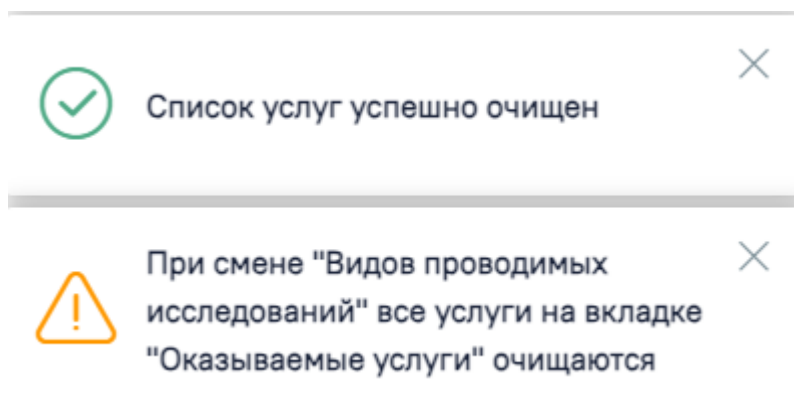 Список услуг успешно очищен
При смене "Видов проводимых
исследований" все услуги на вкладке
"Оказываемые услуги" очищаются